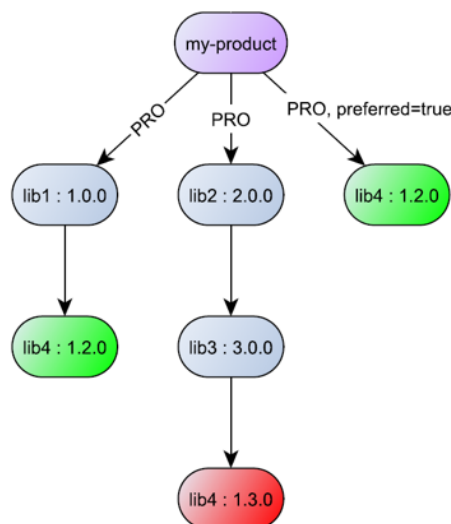 my-product
PRO
PRO
PRO, preferred=true
lib1 : 1.0.0
lib2 : 2.0.0
lib4 : 1.2.0
lib4 : 1.2.0
lib3 : 3.0.0
lib4 : 1.3.0